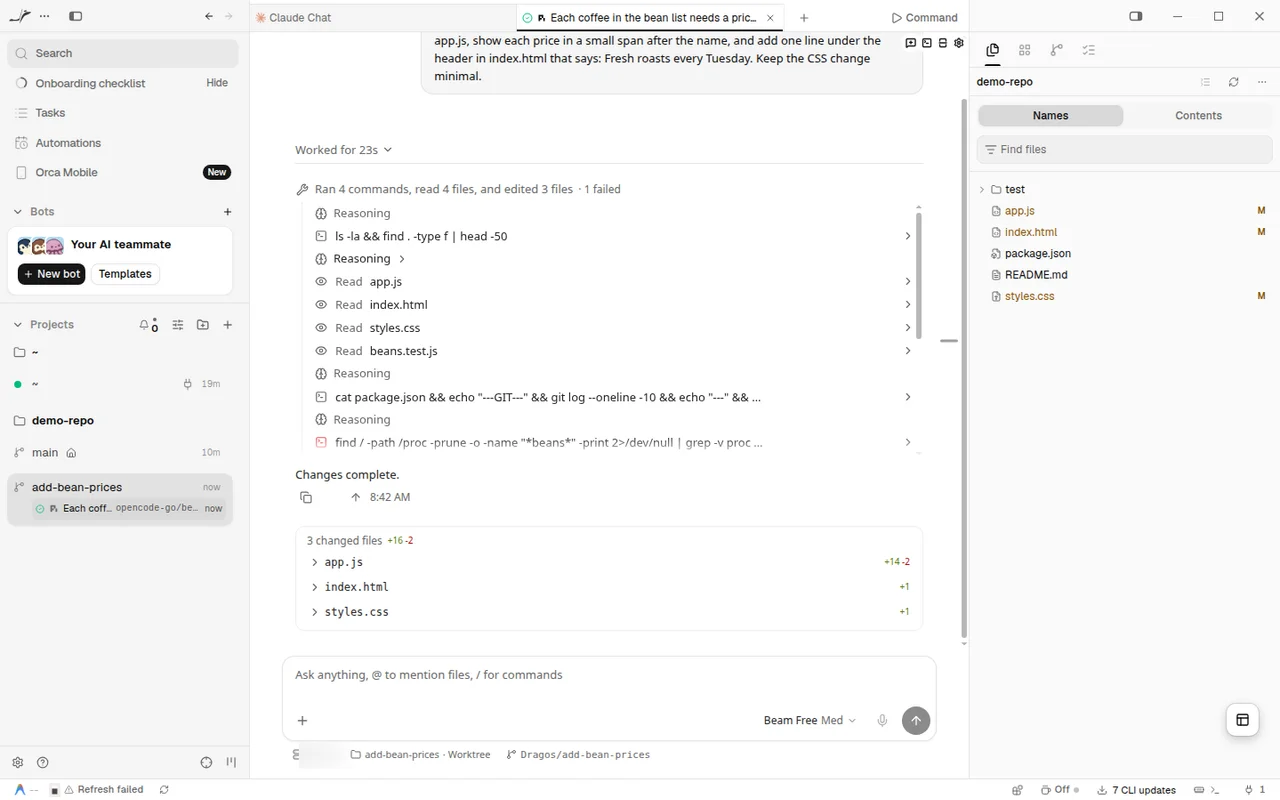 Claude Chat
Each coffee in the bean list needs a pric...
Command
Search
Onboarding checklist
Hide
Tasks
Automations
Orca Mobile
New
Bots
Your AI teammate
New bot
Templates
Projects
0
~
~
19m
demo-repo
main
10m
add-bean-prices
now
Each coff...
opencode-go/be...
now
Refresh failed
app.js, show each price in a small span after the name, and add one line under the
header in index.html that says: Fresh roasts every Tuesday. Keep the CSS change
minimal.
Worked for 23s
Ran 4 commands, read 4 files, and edited 3 files · 1 failed
Reasoning
ls -la && find . -type f | head -50
Reasoning
Read app.js
Read index.html
Read styles.css
Read beans.test.js
Reasoning
cat package.json && echo "---GIT---" && git log --oneline -10 && echo "---" && ...
Reasoning
find / -path /proc -prune -o -name "*beans*" -print 2>/dev/null | grep -v proc ...
Changes complete.
8:42 AM
3 changed files +16 -2
app.js +14 -2
index.html +1
styles.css +1
Ask anything, @ to mention files, / for commands
Beam Free Med
add-bean-prices · Worktree
Dragos/add-bean-prices
demo-repo
Names
Contents
Find files
test
app.js M
index.html M
package.json
README.md
styles.css M
Off
7 CLI updates
1